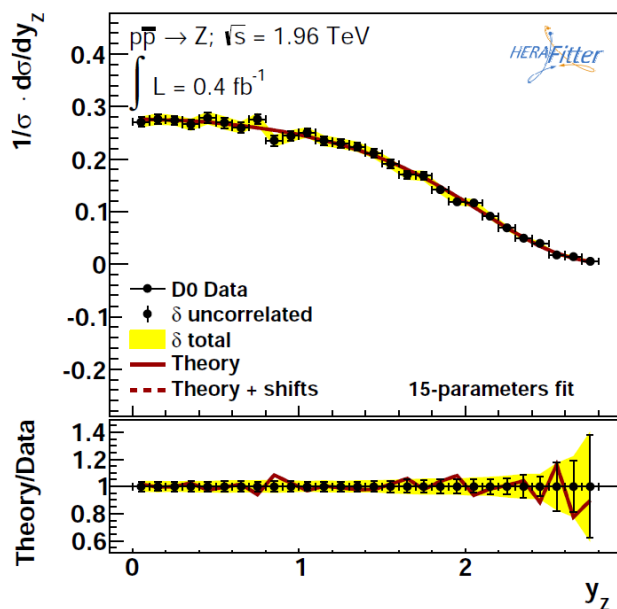 pp̅ → Z; √s = 1.96 TeV
HERAFitter
∫ L = 0.4 fb⁻¹
1/σ · dσ/dy_Z
0.4
0.3
0.2
0.1
0
-0.1
-0.2
D0 Data
δ uncorrelated
δ total
Theory
Theory + shifts 15-parameters fit
Theory/Data
1.4
1.2
1
0.8
0.6
0 1 2
y_Z